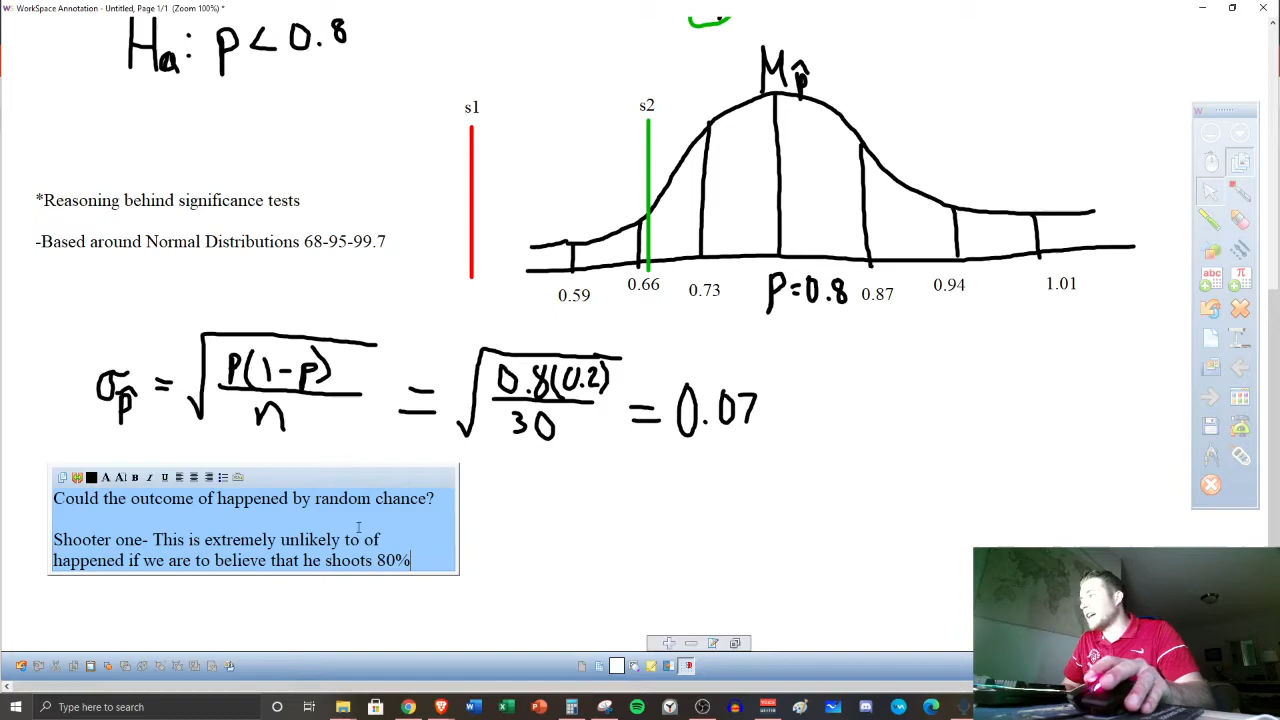 WorkSpace Annotation - Untitled, Page 1/1 (Zoom 100%) *
Ha: p < 0.8
Mp̂
s1
s2
*Reasoning behind significance tests
-Based around Normal Distributions 68-95-99.7
0.59
0.66
0.73
P=0.8
0.87
0.94
1.01
σp̂ = √(p(1-p)/n) = √(0.8(0.2)/30) = 0.07
Could the outcome of happened by random chance?
Shooter one- This is extremely unlikely to of
happened if we are to believe that he shoots 80%
abc
Type here to search